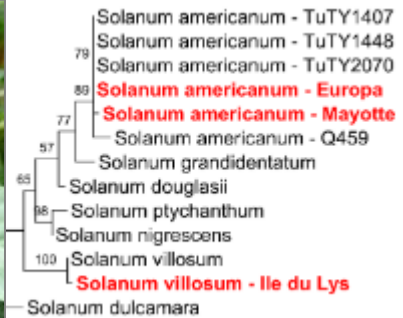 Solanum americanum - TuTY1407
Solanum americanum - TuTY1448
79
Solanum americanum - TuTY2070
89
Solanum americanum - Europa
Solanum americanum - Mayotte
77
Solanum americanum - Q459
57
Solanum grandidentatum
65
Solanum douglasii
98
Solanum ptychanthum
Solanum nigrescens
100
Solanum villosum
Solanum villosum - Ile du Lys
Solanum dulcamara